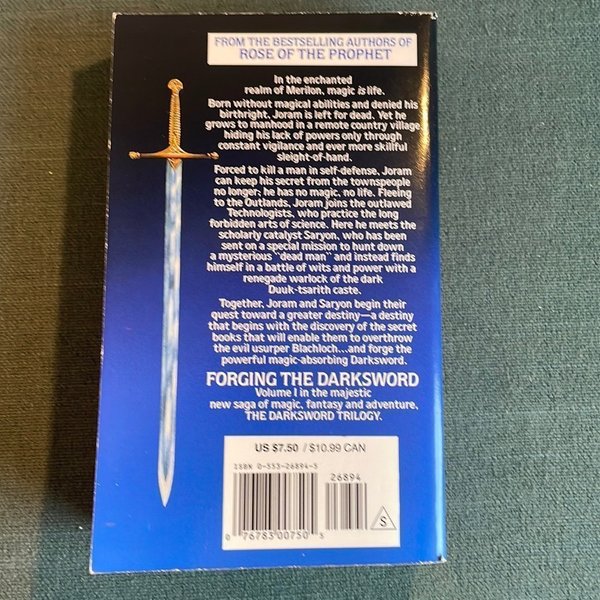 FROM THE BESTSELLING AUTHORS OF
ROSE OF THE PROPHET
In the enchanted
realm of Merilon, magic is life.
Born without magical abilities and denied his
birthright, Joram is left for dead. Yet he
grows to manhood in a remote country village
hiding his lack of powers only through
constant vigilance and ever more skillful
sleight-of-hand.
Forced to kill a man in self-defense, Joram
can keep his secret from the townspeople
no longer: he has no magic, no life. Fleeing
to the Outlands, Joram joins the outlawed
Technologists, who practice the long
forbidden arts of science. Here he meets the
scholarly catalyst Saryon, who has been
sent on a special mission to hunt down
a mysterious "dead man" and instead finds
himself in a battle of wits and power with a
renegade warlock of the dark
Duuk-tsarith caste.
Together, Joram and Saryon begin their
quest toward a greater destiny—a destiny
that begins with the discovery of the secret
books that will enable them to overthrow
the evil usurper Blachloch...and forge the
powerful magic-absorbing Darksword.
FORGING THE DARKSWORD
Volume I in the majestic
new saga of magic, fantasy and adventure,
THE DARKSWORD TRILOGY.
US $7.50 / $10.99 CAN
ISBN 0-553-26894-5
26894
0 76783 00750 5
S